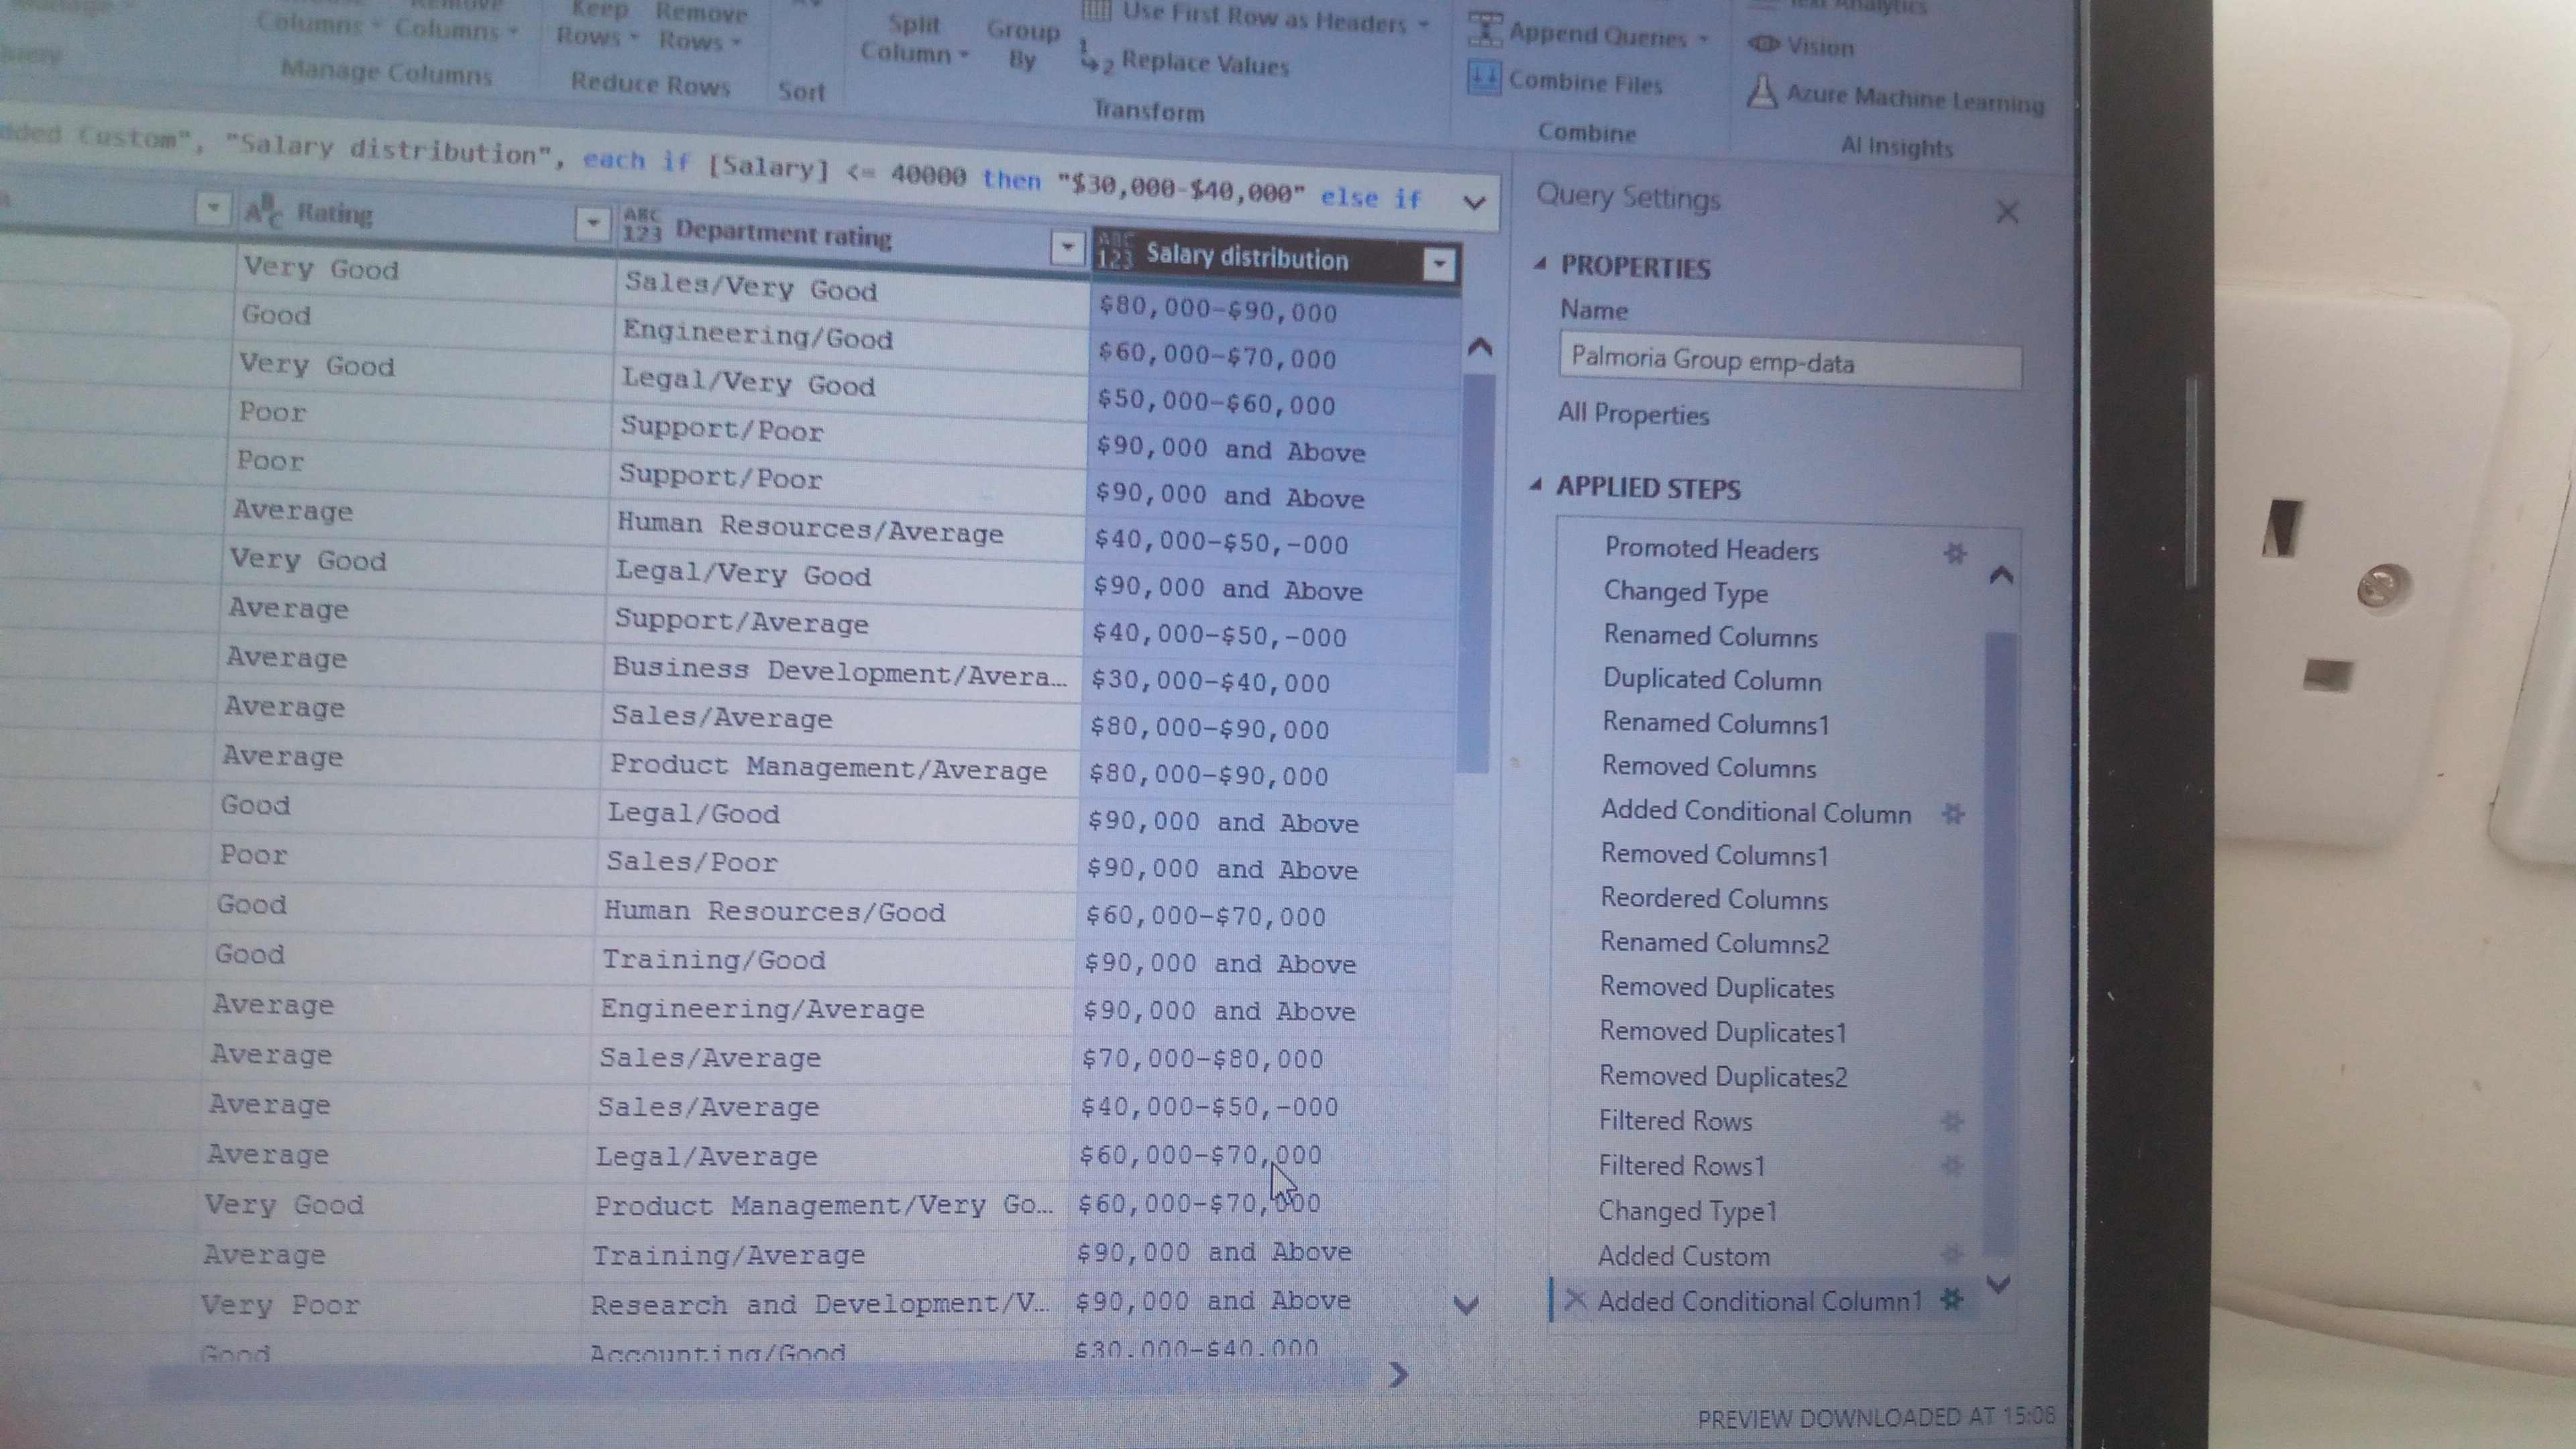 Keep Remove
Columns Columns
Rows Rows
Manage Columns
Reduce Rows
Sort
Split
Column
Group
By
Use First Row as Headers
1
2 Replace Values
Transform
Append Queries
Combine Files
Combine
Text Analytics
Vision
Azure Machine Learning
AI Insights
dded Custom", "Salary distribution", each if [Salary] <= 40000 then "$30,000-$40,000" else if
ABC Rating
ABC 123 Department rating
ABC 123 Salary distribution
Very Good Sales/Very Good $80,000-$90,000
Good Engineering/Good $60,000-$70,000
Very Good Legal/Very Good $50,000-$60,000
Poor Support/Poor $90,000 and Above
Poor Support/Poor $90,000 and Above
Average Human Resources/Average $40,000-$50,-000
Very Good Legal/Very Good $90,000 and Above
Average Support/Average $40,000-$50,-000
Average Business Development/Avera... $30,000-$40,000
Average Sales/Average $80,000-$90,000
Average Product Management/Average $80,000-$90,000
Good Legal/Good $90,000 and Above
Poor Sales/Poor $90,000 and Above
Good Human Resources/Good $60,000-$70,000
Good Training/Good $90,000 and Above
Average Engineering/Average $90,000 and Above
Average Sales/Average $70,000-$80,000
Average Sales/Average $40,000-$50,-000
Average Legal/Average $60,000-$70,000
Very Good Product Management/Very Go... $60,000-$70,000
Average Training/Average $90,000 and Above
Very Poor Research and Development/V... $90,000 and Above
Good Accounting/Good $30,000-$40,000
Query Settings
PROPERTIES
Name
Palmoria Group emp-data
All Properties
APPLIED STEPS
Promoted Headers
Changed Type
Renamed Columns
Duplicated Column
Renamed Columns1
Removed Columns
Added Conditional Column
Removed Columns1
Reordered Columns
Renamed Columns2
Removed Duplicates
Removed Duplicates1
Removed Duplicates2
Filtered Rows
Filtered Rows1
Changed Type1
Added Custom
Added Conditional Column1
PREVIEW DOWNLOADED AT 15:08